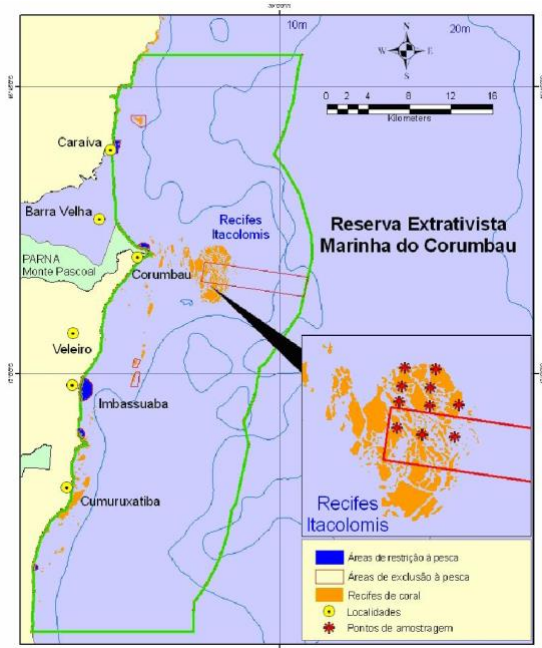 10m
20m
N
W
E
S
0 2 4 8 12 16
Kilometers
Caraíva
Barra Velha
Recifes
Itacolomis
Reserva Extrativista
Marinha do Corumbau
PARNA
Monte Pascoal
Corumbau
Veleiro
Imbassuaba
Cumuruxatiba
Recifes
Itacolomis
Áreas de restrição à pesca
Áreas de exclusão à pesca
Recifes de coral
Localidades
Pontos de amostragem